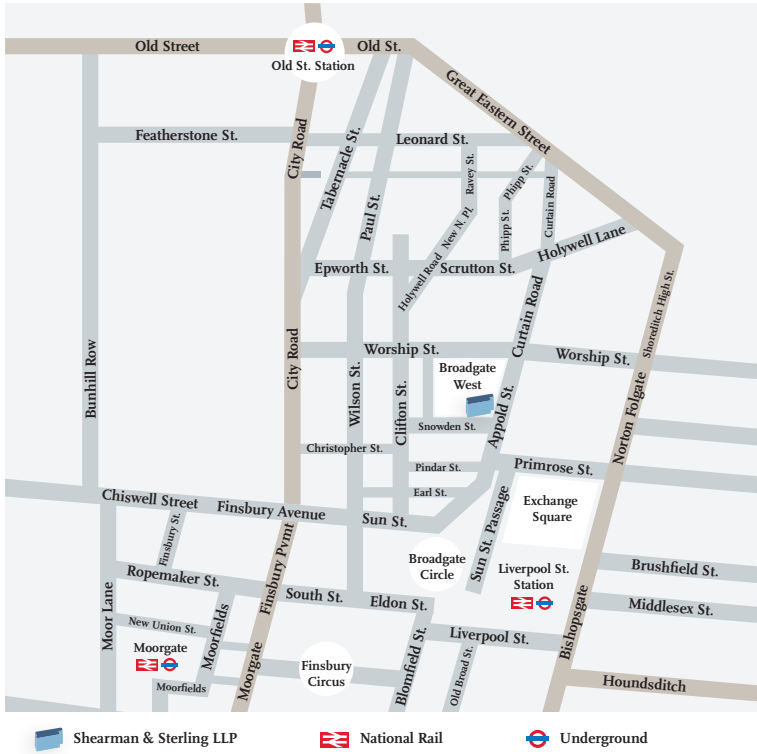 Old Street
Old St.
Old St. Station
Great Eastern Street
Featherstone St.
City Road
Tabernacle St.
Leonard St.
Paul St.
Ravey St.
Phipp St.
Curtain Road
New N. Pl.
Phipp St.
Holywell Lane
Epworth St.
Holywell Road
Scrutton St.
Shoreditch High St.
Curtain Road
Bunhill Row
City Road
Worship St.
Worship St.
Broadgate
West
Wilson St.
Clifton St.
Appold St.
Norton Folgate
Snowden St.
Christopher St.
Pindar St.
Primrose St.
Earl St.
Chiswell Street
Finsbury Avenue
Sun St.
Sun St. Passage
Exchange
Square
Finsbury St.
Finsbury Pvmt
Broadgate
Circle
Liverpool St.
Station
Brushfield St.
Ropemaker St.
South St.
Eldon St.
Middlesex St.
Moor Lane
New Union St.
Moorfields
Liverpool St.
Bishopsgate
Moorgate
Moorfields
Moorgate
Finsbury
Circus
Blomfield St.
Old Broad St.
Houndsditch
Shearman & Sterling LLP
National Rail
Underground